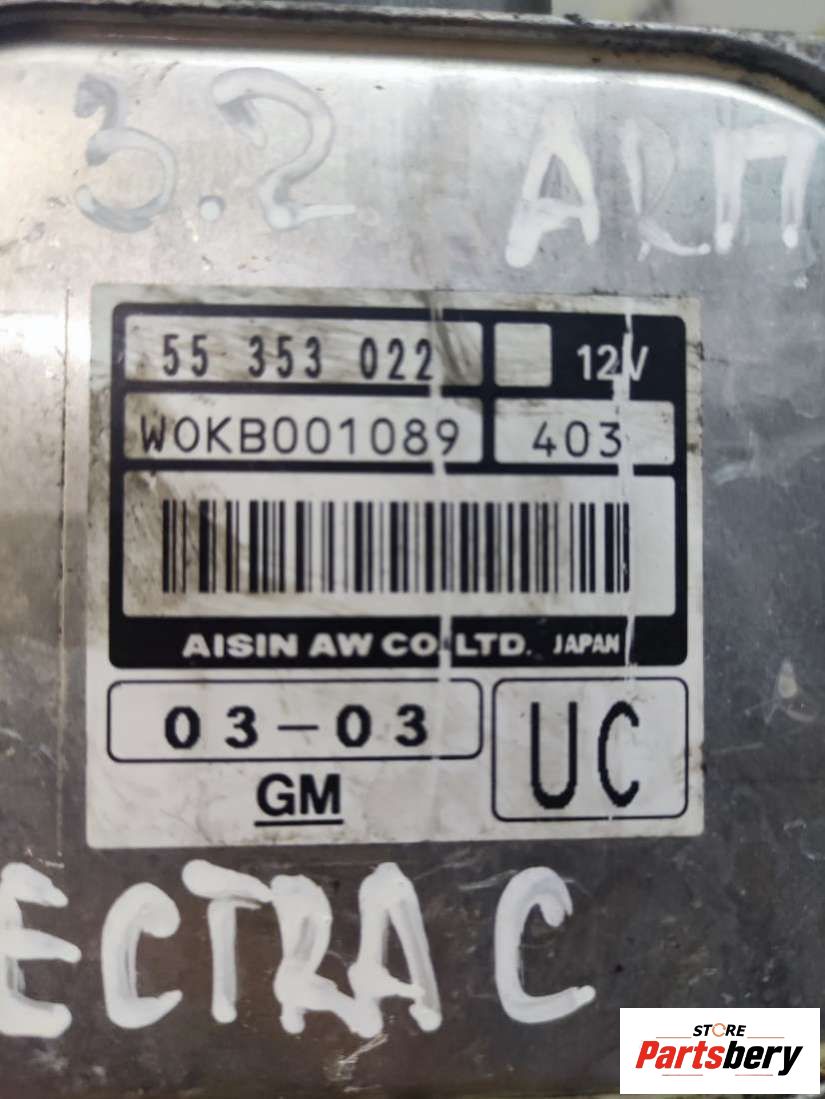 3.2 АКП
55 353 022 12V
W0KB001089 403
AISIN AW CO.LTD. JAPAN
03-03 UC
GM
ECTRA C
STORE
Partsbery